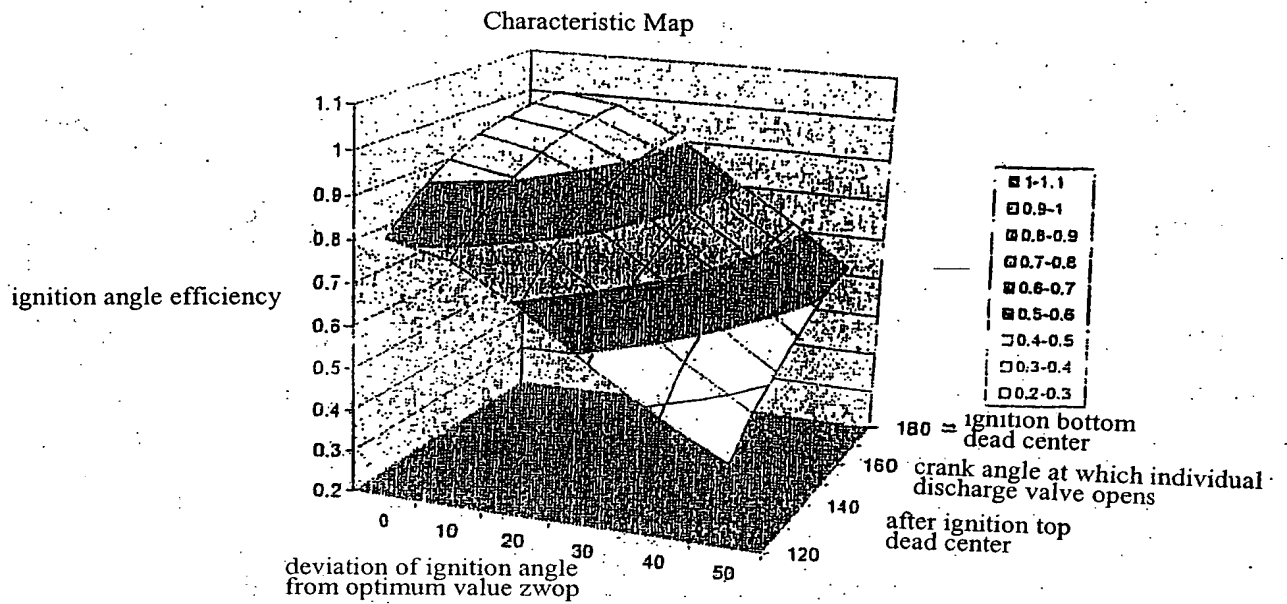 Characteristic Map
1.1
1
0.9
0.8
0.7
0.6
0.5
0.4
0.3
0.2
ignition angle efficiency
0
10
20
30
40
50
deviation of ignition angle
from optimum value zwop
1-1.1
0.9-1
0.8-0.9
0.7-0.8
0.6-0.7
0.5-0.6
0.4-0.5
0.3-0.4
0.2-0.3
180 = ignition bottom
dead center
160 crank angle at which individual
discharge valve opens
140
after ignition top
dead center
120